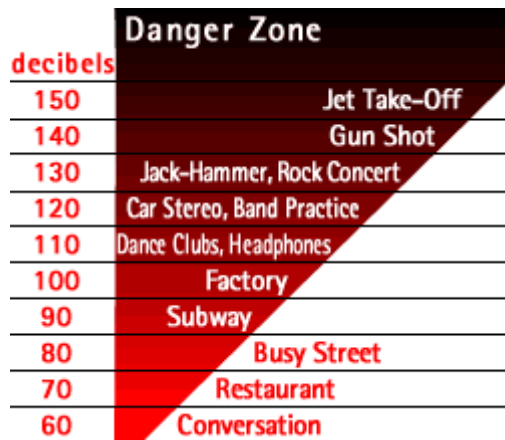 Danger Zone
decibels
150 Jet Take-Off
140 Gun Shot
130 Jack-Hammer, Rock Concert
120 Car Stereo, Band Practice
110 Dance Clubs, Headphones
100 Factory
90 Subway
80 Busy Street
70 Restaurant
60 Conversation